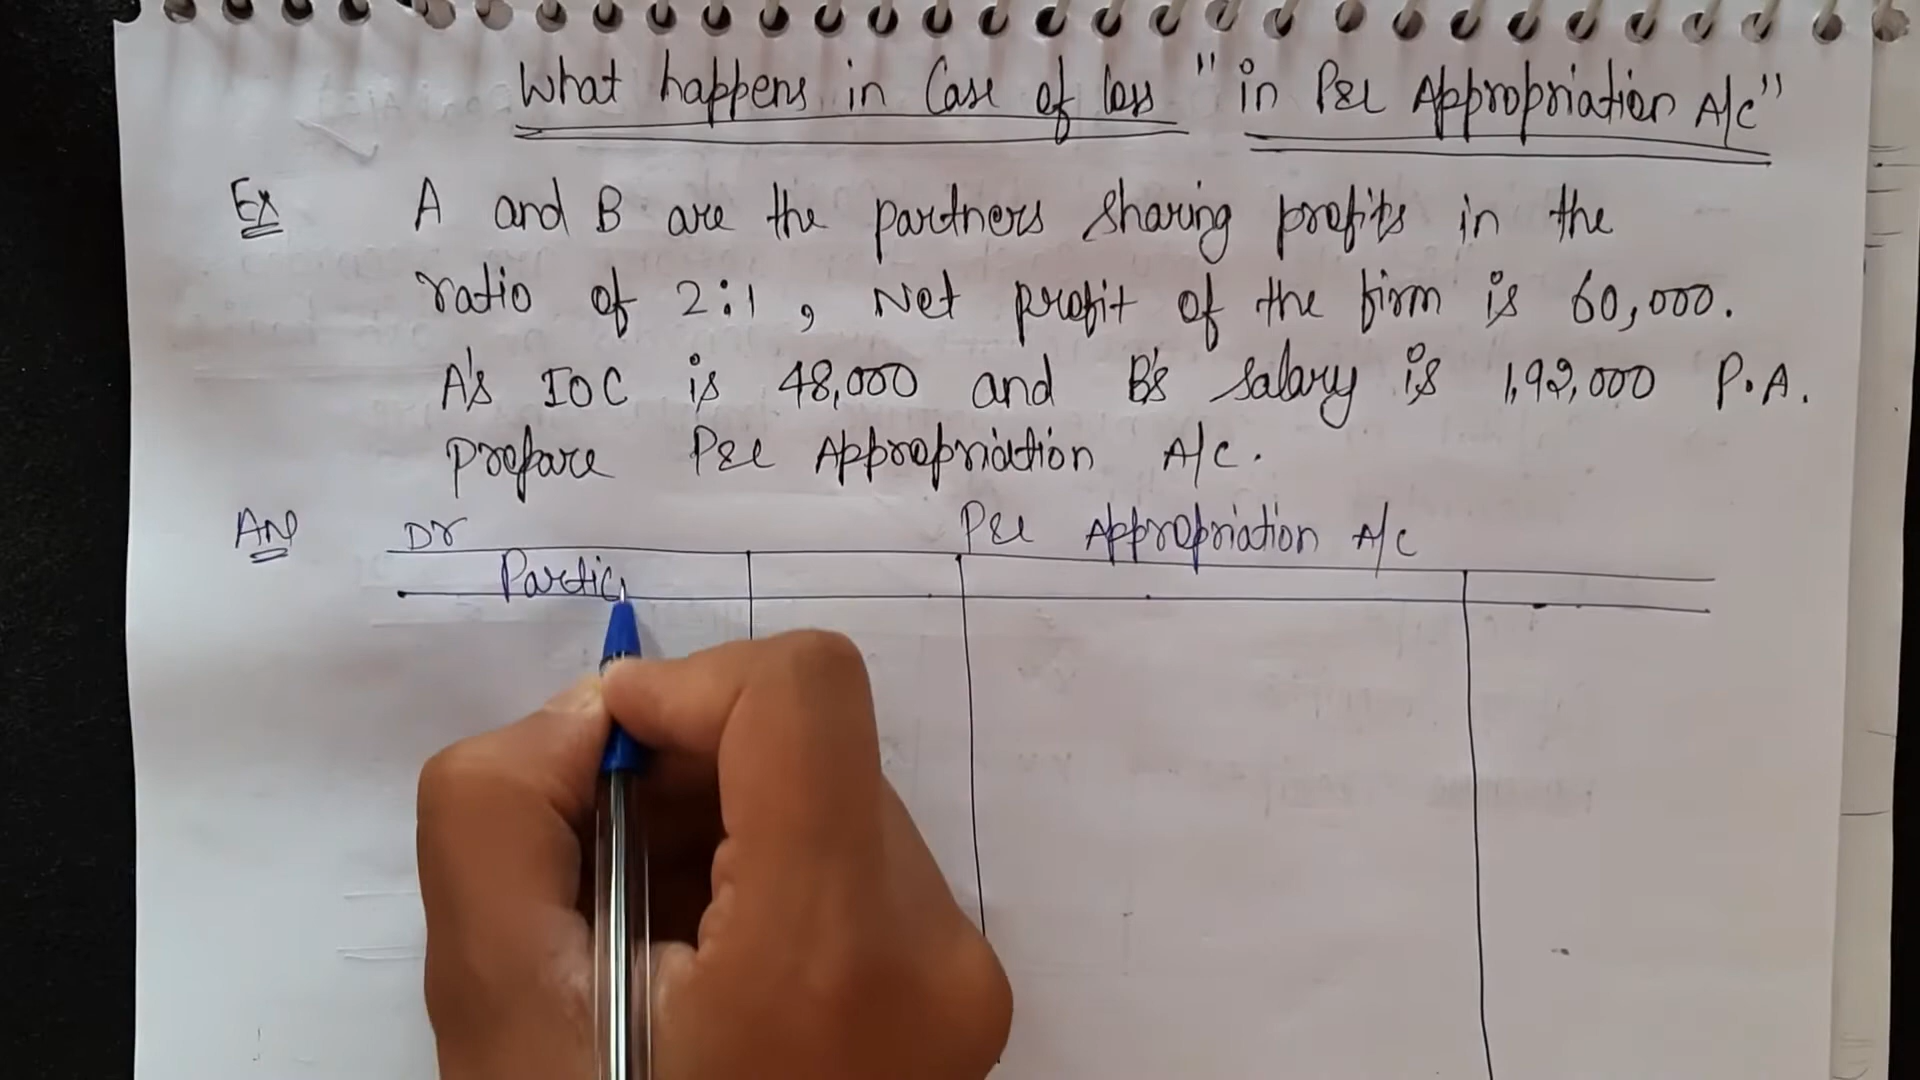 What happens in Case of loss "in P&L Appropriation A/c"
Ex A and B are the partners sharing profits in the
ratio of 2:1, Net profit of the firm is 60,000.
A's IOC is 48,000 and B's salary is 1,92,000 P.A.
prepare P&L Appropriation A/c.
Ans Dr P&L Appropriation A/c
Partic